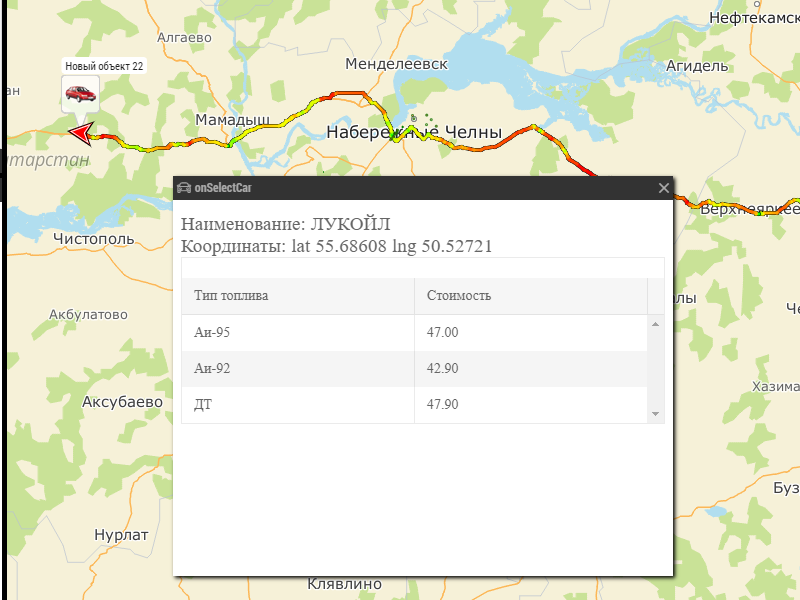 Нефтекамск
Алгаево
Менделеевск
Агидель
Новый объект 22
ан
Мамадыш
Набережные Челны
тарстан
onSelectCar
Верхнеяркее
Наименование: ЛУКОЙЛ
Координаты: lat 55.68608 lng 50.52721
Чистополь
Тип топлива
Стоимость
алы
Че
Акбулатово
Аи-95
47.00
Аи-92
42.90
Хазима
Аксубаево
ДТ
47.90
Буз
Нурлат
Клявлино